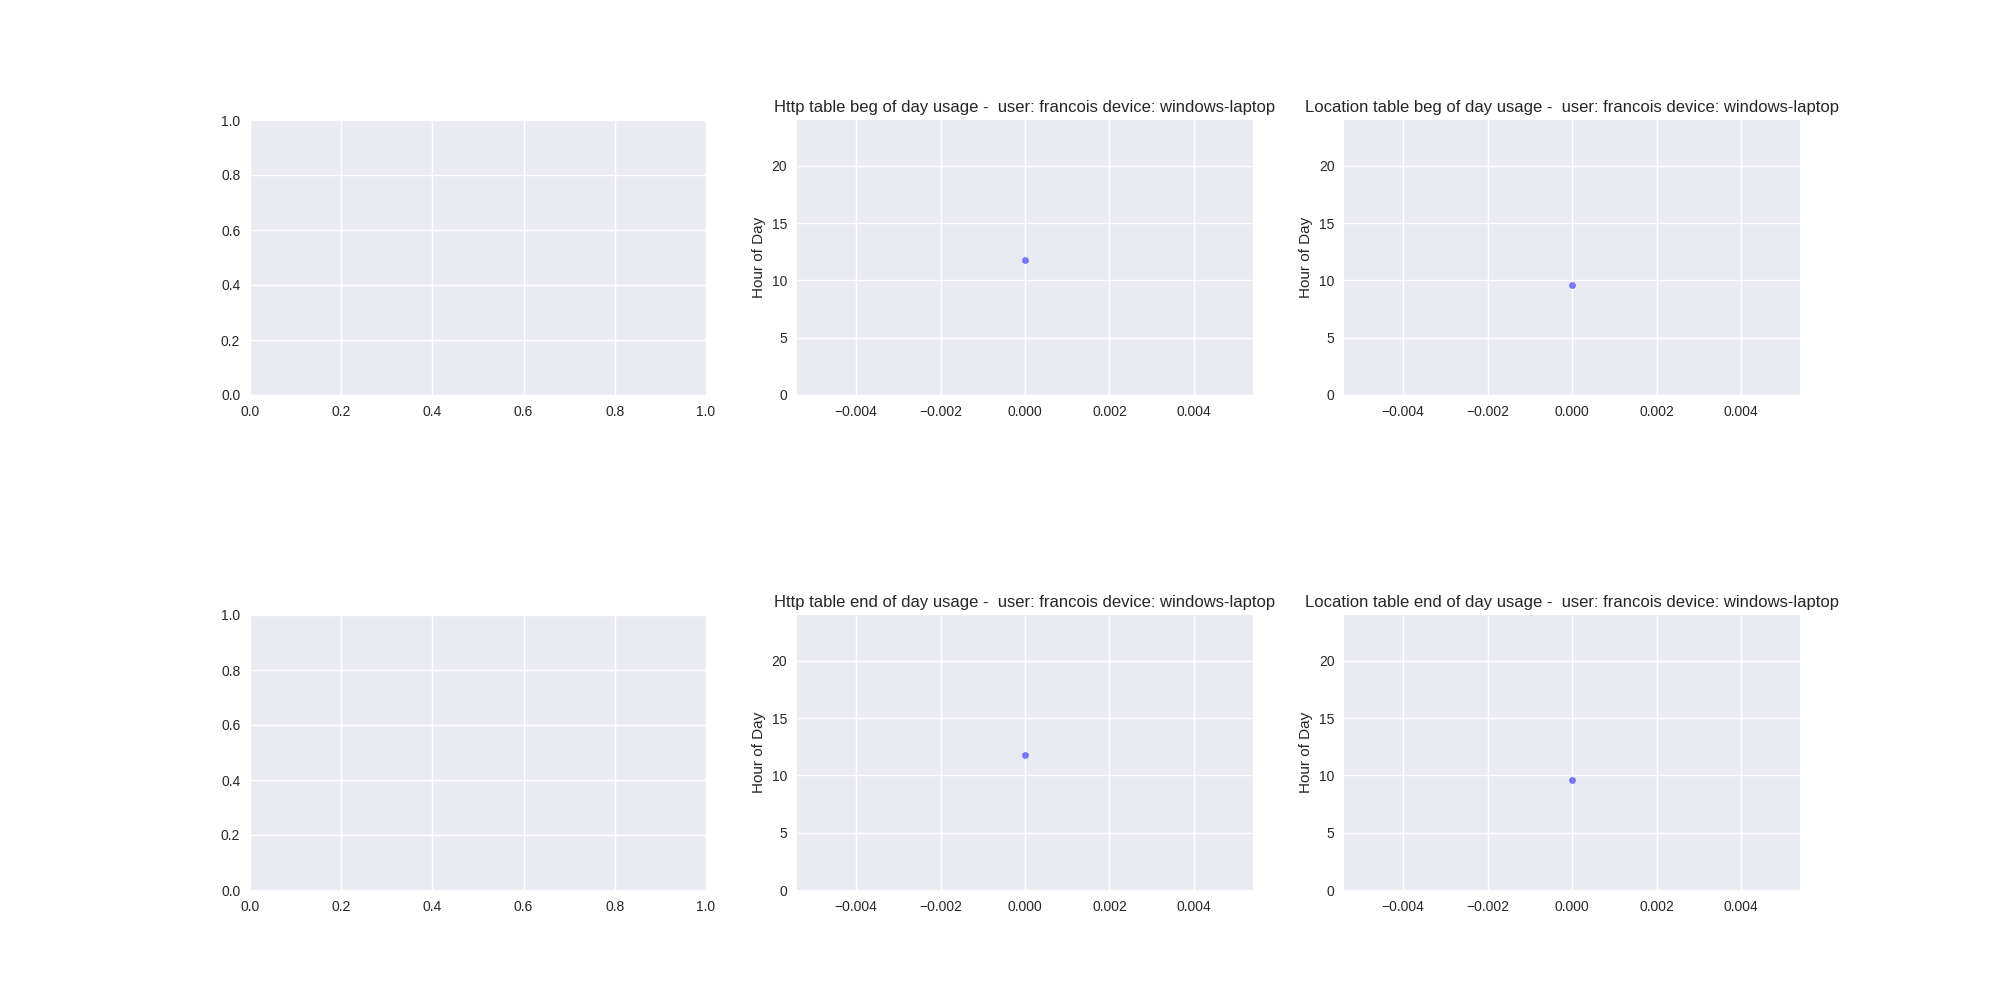 Http table beg of day usage -  user: francois device: windows-laptop
Location table beg of day usage -  user: francois device: windows-laptop
1.0
0.8
0.6
0.4
0.2
0.0
0.0 0.2 0.4 0.6 0.8 1.0
Hour of Day
20
15
10
5
0
−0.004 −0.002 0.000 0.002 0.004
Hour of Day
20
15
10
5
0
−0.004 −0.002 0.000 0.002 0.004
Http table end of day usage -  user: francois device: windows-laptop
Location table end of day usage -  user: francois device: windows-laptop
1.0
0.8
0.6
0.4
0.2
0.0
0.0 0.2 0.4 0.6 0.8 1.0
Hour of Day
20
15
10
5
0
−0.004 −0.002 0.000 0.002 0.004
Hour of Day
20
15
10
5
0
−0.004 −0.002 0.000 0.002 0.004